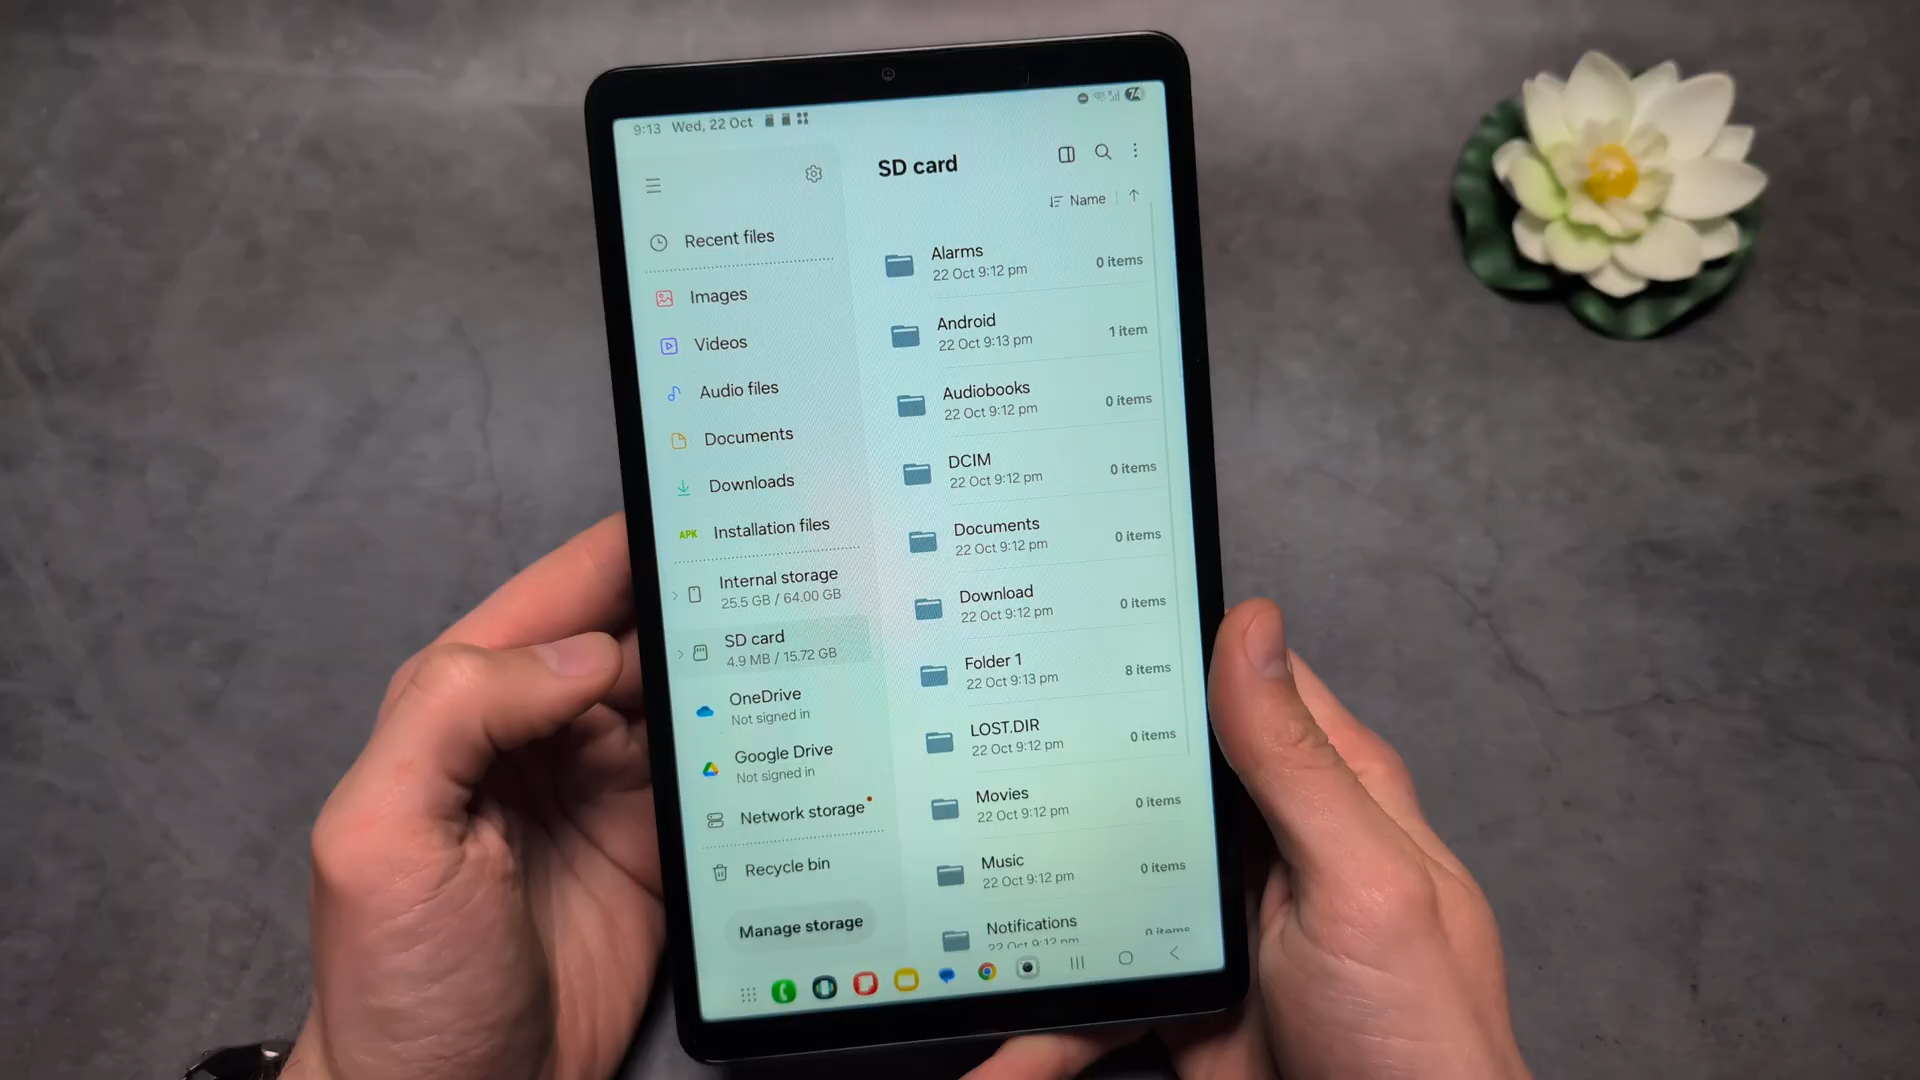 9:13 Wed, 22 Oct
74
Recent files
Images
Videos
Audio files
Documents
Downloads
APK Installation files
Internal storage
25.5 GB / 64.00 GB
SD card
4.9 MB / 15.72 GB
OneDrive
Not signed in
Google Drive
Not signed in
Network storage
Recycle bin
Manage storage
SD card
Name
Alarms
22 Oct 9:12 pm
0 items
Android
22 Oct 9:13 pm
1 item
Audiobooks
22 Oct 9:12 pm
0 items
DCIM
22 Oct 9:12 pm
0 items
Documents
22 Oct 9:12 pm
0 items
Download
22 Oct 9:12 pm
0 items
Folder 1
22 Oct 9:13 pm
8 items
LOST.DIR
22 Oct 9:12 pm
0 items
Movies
22 Oct 9:12 pm
0 items
Music
22 Oct 9:12 pm
0 items
Notifications
22 Oct 9:12 pm
0 items